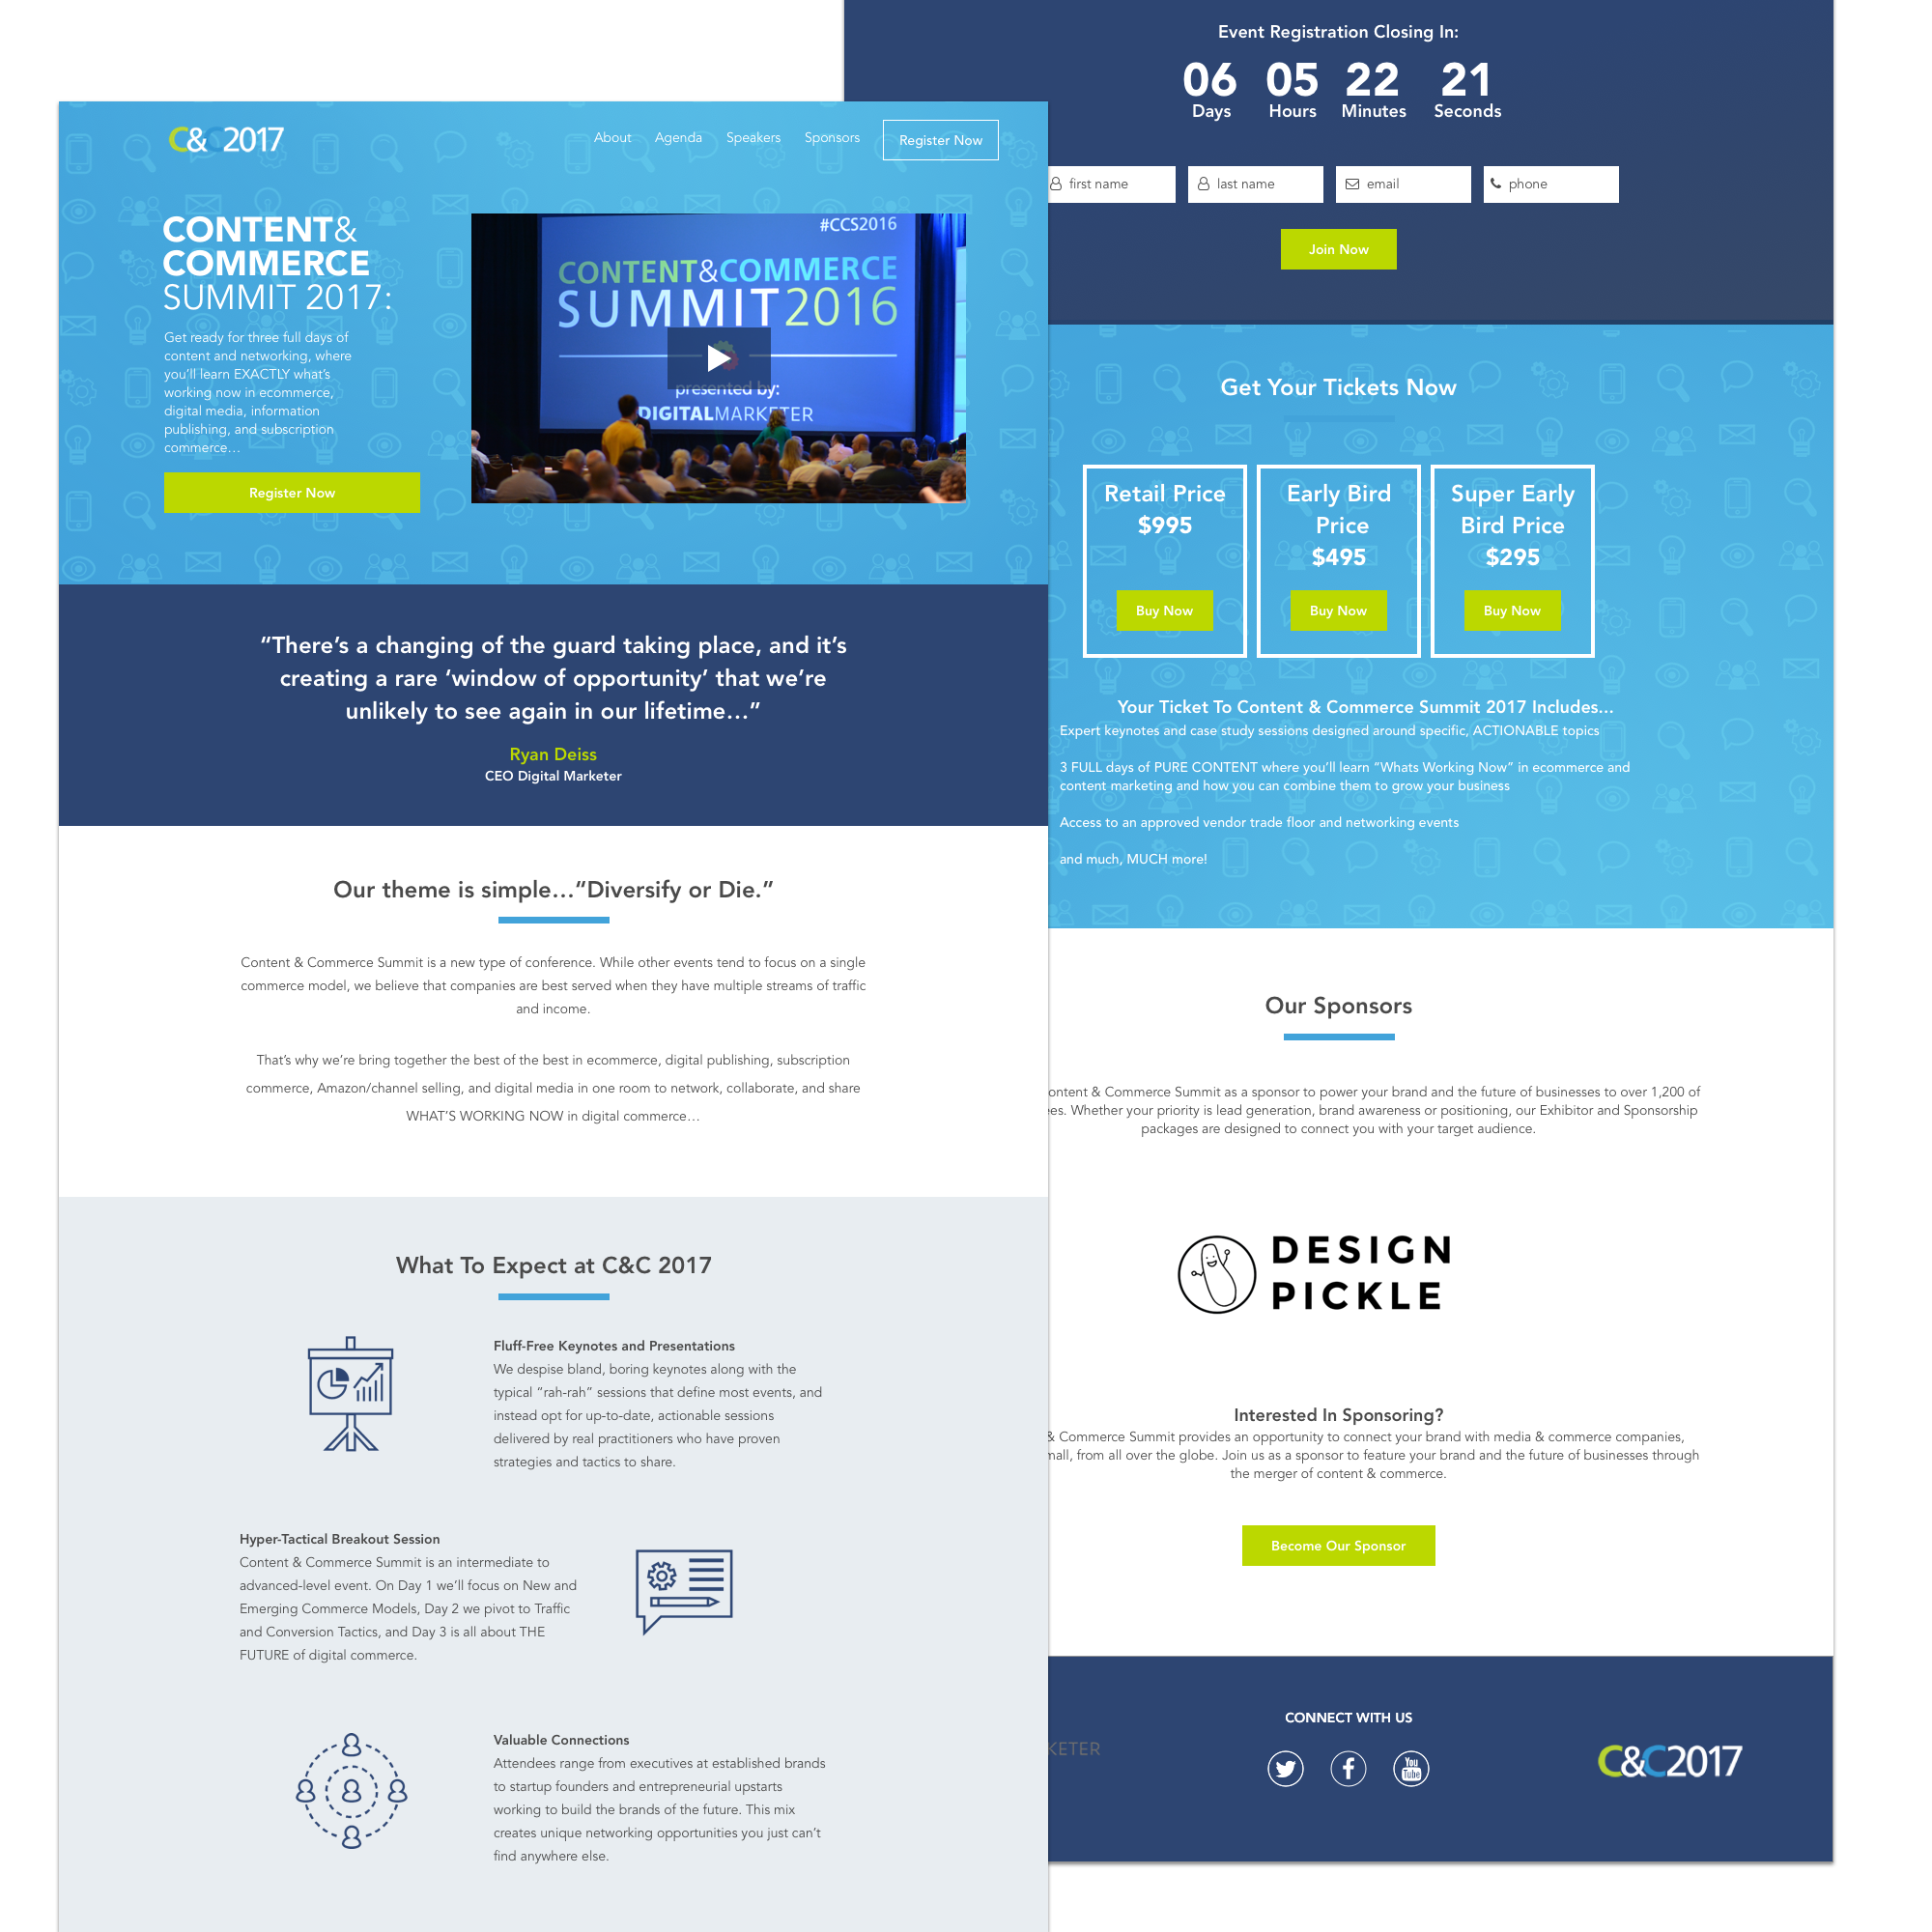 C&C2017
About Agenda Speakers Sponsors Register Now
CONTENT&
COMMERCE
SUMMIT 2017:
Get ready for three full days of
content and networking, where
you’ll learn EXACTLY what’s
working now in ecommerce,
digital media, information
publishing, and subscription
commerce…
Register Now
#CCS2016
CONTENT&COMMERCE
SUMMIT2016
presented by:
DIGITALMARKETER
“There’s a changing of the guard taking place, and it’s
creating a rare ‘window of opportunity’ that we’re
unlikely to see again in our lifetime…”
Ryan Deiss
CEO Digital Marketer
Our theme is simple…“Diversify or Die.”
Content & Commerce Summit is a new type of conference. While other events tend to focus on a single
commerce model, we believe that companies are best served when they have multiple streams of traffic
and income.
That’s why we’re bring together the best of the best in ecommerce, digital publishing, subscription
commerce, Amazon/channel selling, and digital media in one room to network, collaborate, and share
WHAT’S WORKING NOW in digital commerce…
What To Expect at C&C 2017
Fluff-Free Keynotes and Presentations
We despise bland, boring keynotes along with the
typical “rah-rah” sessions that define most events, and
instead opt for up-to-date, actionable sessions
delivered by real practitioners who have proven
strategies and tactics to share.
Hyper-Tactical Breakout Session
Content & Commerce Summit is an intermediate to
advanced-level event. On Day 1 we’ll focus on New and
Emerging Commerce Models, Day 2 we pivot to Traffic
and Conversion Tactics, and Day 3 is all about THE
FUTURE of digital commerce.
Valuable Connections
Attendees range from executives at established brands
to startup founders and entrepreneurial upstarts
working to build the brands of the future. This mix
creates unique networking opportunities you just can’t
find anywhere else.
Event Registration Closing In:
06 05 22 21
Days Hours Minutes Seconds
first name last name email phone
Join Now
Get Your Tickets Now
Retail Price
$995
Buy Now
Early Bird
Price
$495
Buy Now
Super Early
Bird Price
$295
Buy Now
Your Ticket To Content & Commerce Summit 2017 Includes...
Expert keynotes and case study sessions designed around specific, ACTIONABLE topics
3 FULL days of PURE CONTENT where you’ll learn “Whats Working Now” in ecommerce and
content marketing and how you can combine them to grow your business
Access to an approved vendor trade floor and networking events
and much, MUCH more!
Our Sponsors
ontent & Commerce Summit as a sponsor to power your brand and the future of businesses to over 1,200 of
es. Whether your priority is lead generation, brand awareness or positioning, our Exhibitor and Sponsorship
packages are designed to connect you with your target audience.
DESIGN
PICKLE
Interested In Sponsoring?
& Commerce Summit provides an opportunity to connect your brand with media & commerce companies,
mall, from all over the globe. Join us as a sponsor to feature your brand and the future of businesses through
the merger of content & commerce.
Become Our Sponsor
KETER
CONNECT WITH US
You
Tube
C&C2017